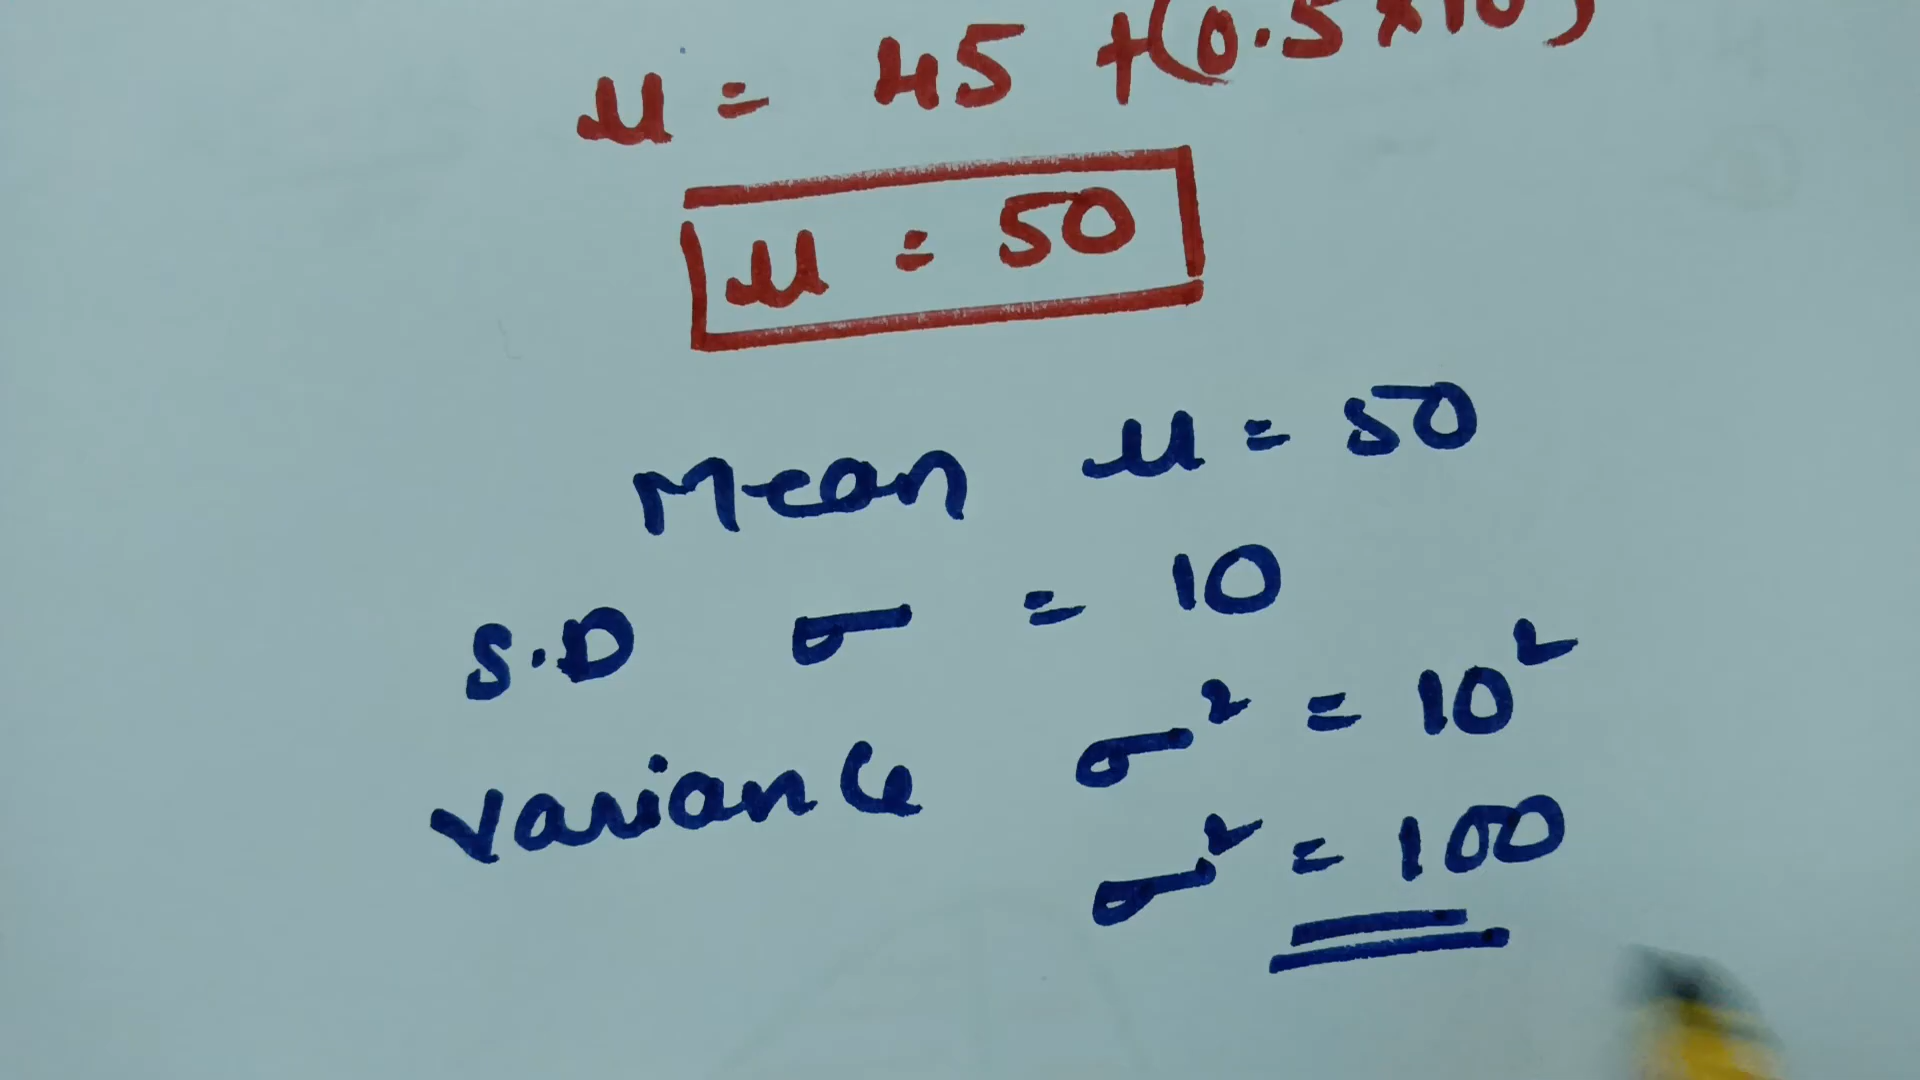 μ = 45 + (0.5 × 10)
μ = 50
Mean μ = 50
S.D σ = 10
Variance σ² = 10²
σ² = 100